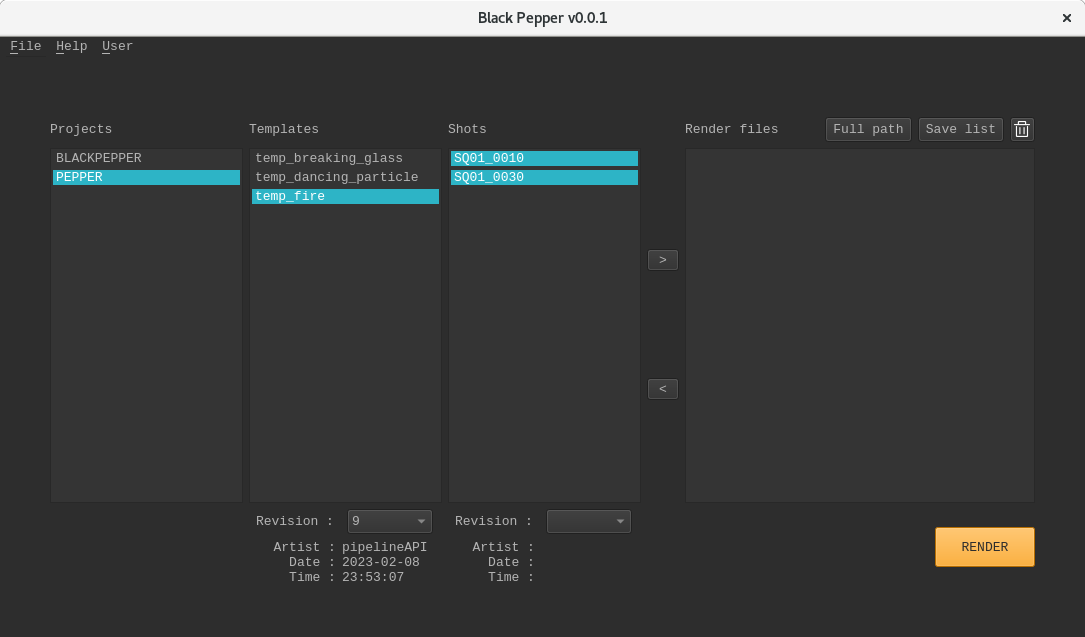 Black Pepper v0.0.1
File Help User
Projects Templates Shots Render files Full path Save list
BLACKPEPPER temp_breaking_glass SQ01_0010
PEPPER temp_dancing_particle SQ01_0030
temp_fire
>
<
Revision : 9 Revision :
Artist : pipelineAPI Artist :
Date : 2023-02-08 Date :
Time : 23:53:07 Time :
RENDER